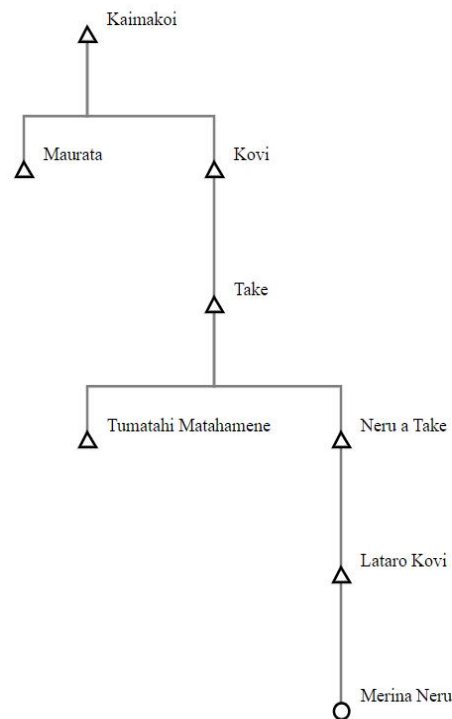 Kaimakoi
Maurata
Kovi
Take
Tumatahi Matahamene
Neru a Take
Lataro Kovi
Merina Neru